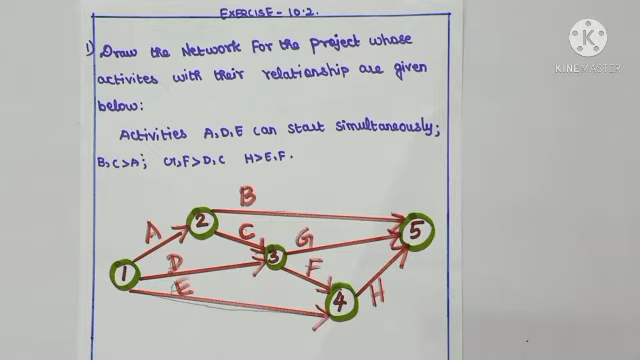 EXERCISE - 10.2.
1) Draw the Network For the project whose
activites with their relationship are given
below:
Activities A,D,E can start simultaneously;
B,C>A; G,F>D,C H>E,F.
K
KINEMASTER
B
2
5
A
C
G
3
D
F
1
E
4
H